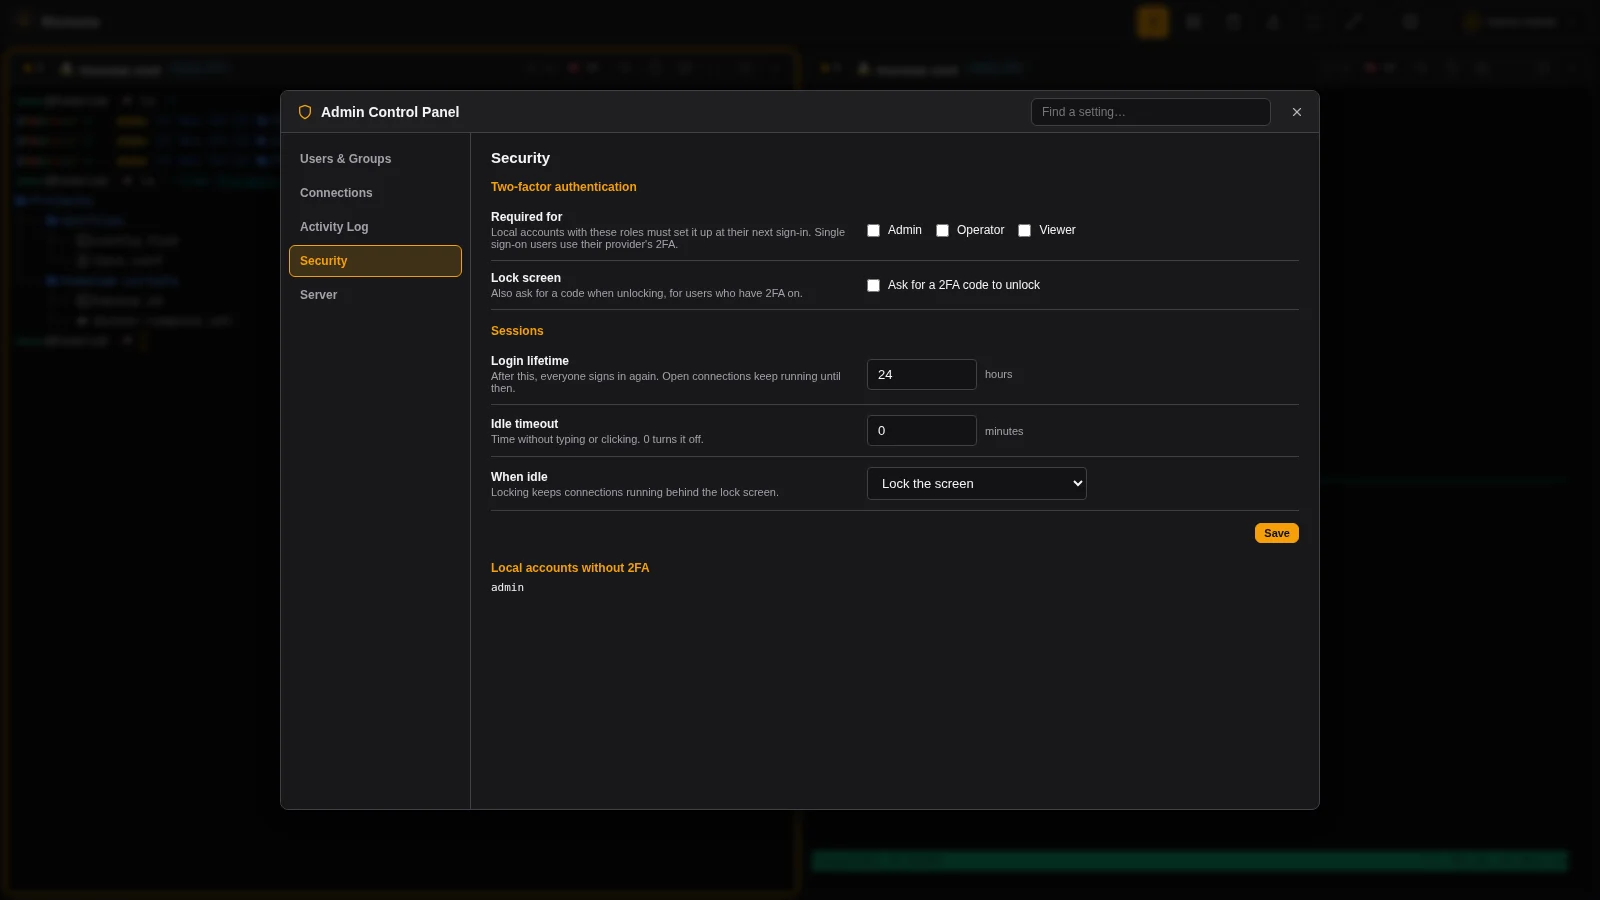 Admin Control Panel
Find a setting…
Users & Groups
Connections
Activity Log
Security
Server
Security
Two-factor authentication
Required for
Local accounts with these roles must set it up at their next sign-in. Single
sign-on users use their provider's 2FA.
Admin
Operator
Viewer
Lock screen
Also ask for a code when unlocking, for users who have 2FA on.
Ask for a 2FA code to unlock
Sessions
Login lifetime
After this, everyone signs in again. Open connections keep running until
then.
24
hours
Idle timeout
Time without typing or clicking. 0 turns it off.
0
minutes
When idle
Locking keeps connections running behind the lock screen.
Lock the screen
Save
Local accounts without 2FA
admin